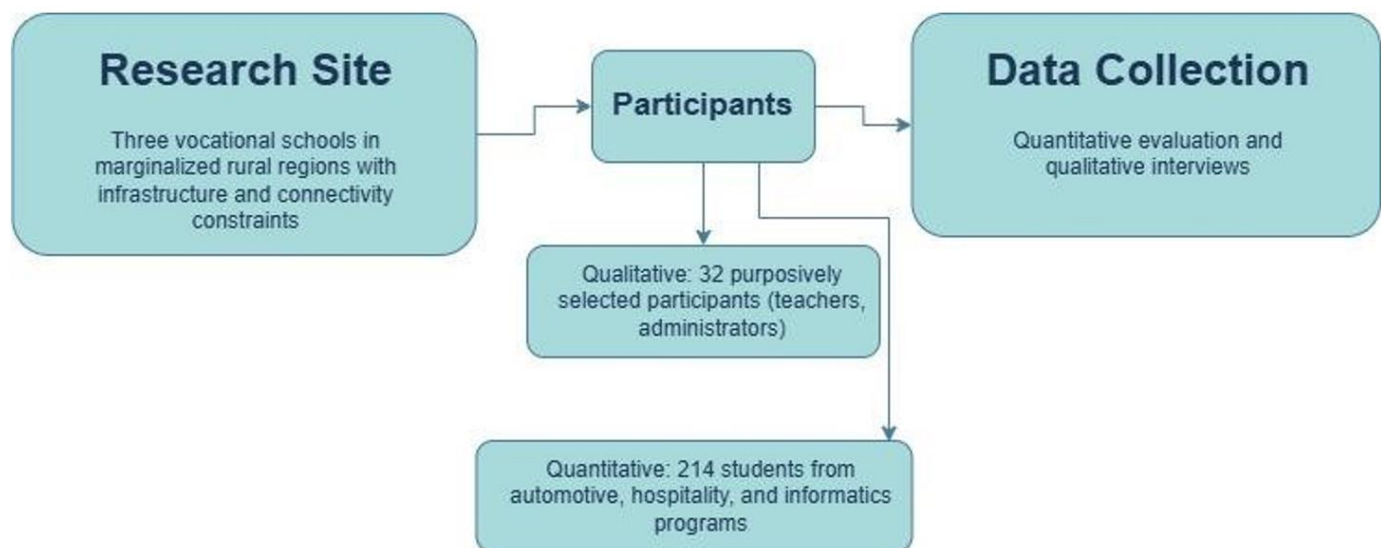 Research Site
Three vocational schools in
marginalized rural regions with
infrastructure and connectivity
constraints
Participants
Data Collection
Quantitative evaluation and
qualitative interviews
Qualitative: 32 purposively
selected participants (teachers,
administrators)
Quantitative: 214 students from
automotive, hospitality, and informatics
programs